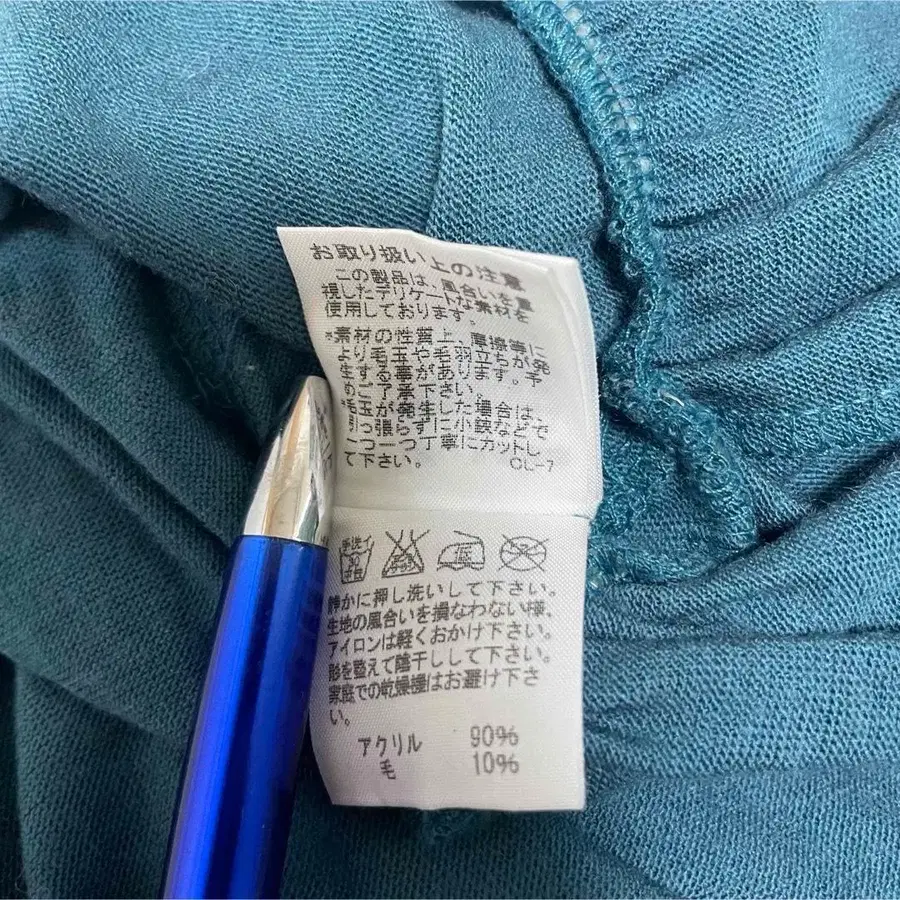 お取り扱い上の注意
この製品は、風合いを重
視したデリケートな素材を
使用しております。
*素材の性質上、摩擦等に
より毛玉や毛羽立ちが発
生する事があります。予
めご了承下さい。
*毛玉が発生した場合は、
引っ張らずに小鋏などで
一つ一つ丁寧にカットし
て下さい。 CL-7
手洗イ
30
中性
静かに押し洗いして下さい。
生地の風合いを損なわない様、
アイロンは軽くおかけ下さい。
形を整えて陰干しして下さい。
家庭での乾燥機はお避け下さ
い。
アクリル 90%
毛 10%